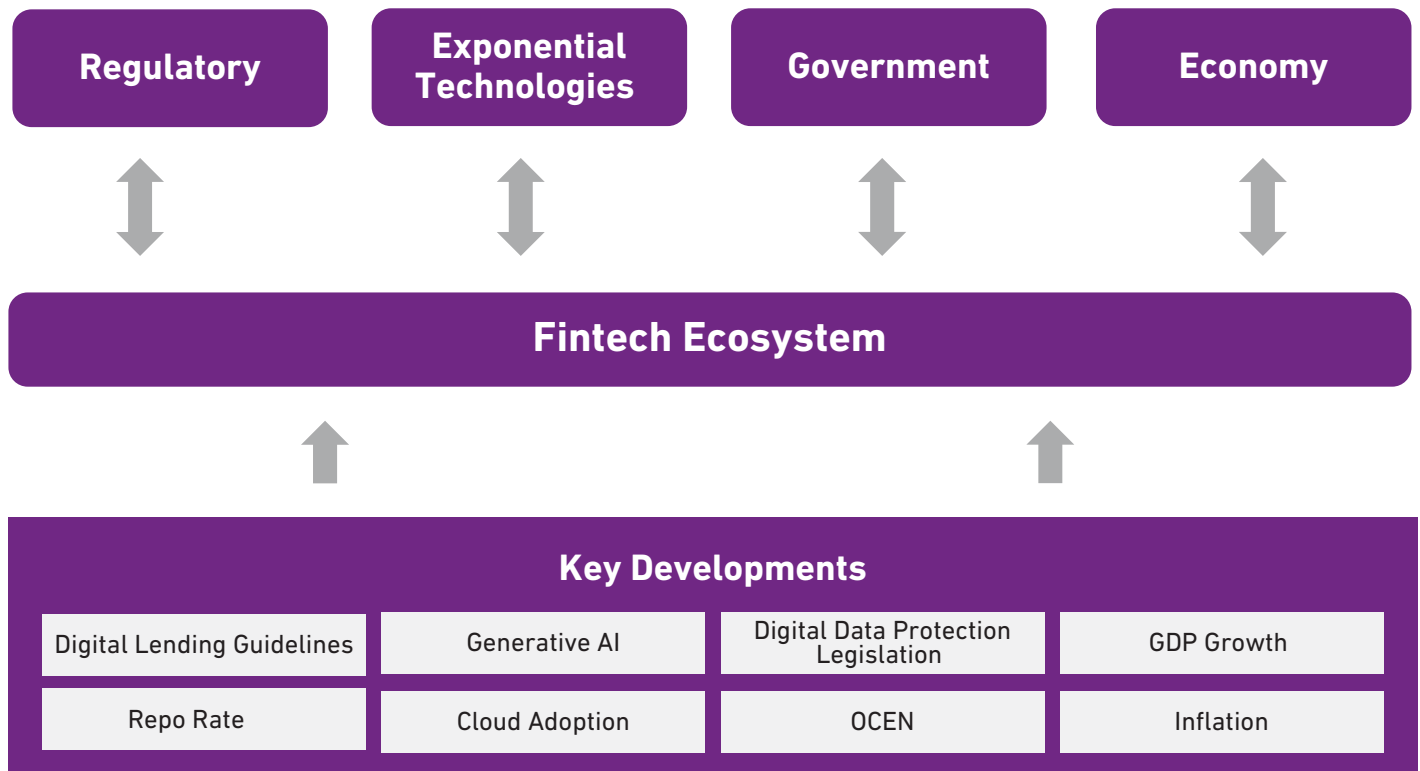 Regulatory
Exponential
Technologies
Government
Economy
Fintech Ecosystem
Key Developments
Digital Lending Guidelines
Generative AI
Digital Data Protection
Legislation
GDP Growth
Repo Rate
Cloud Adoption
OCEN
Inflation